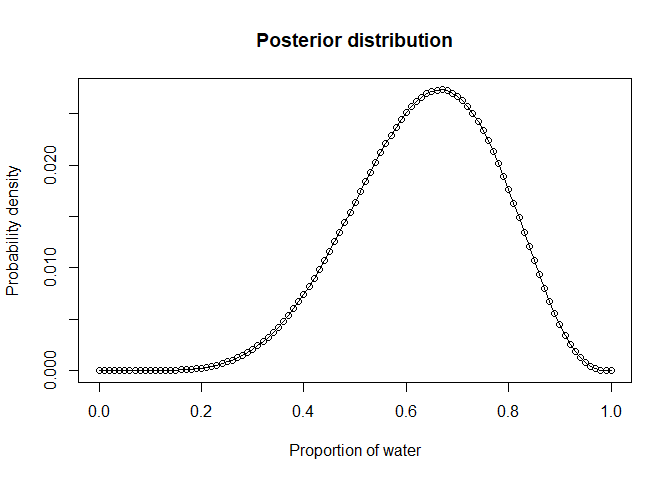 Posterior distribution
Probability density
0.020
0.010
0.000
0.0 0.2 0.4 0.6 0.8 1.0
Proportion of water